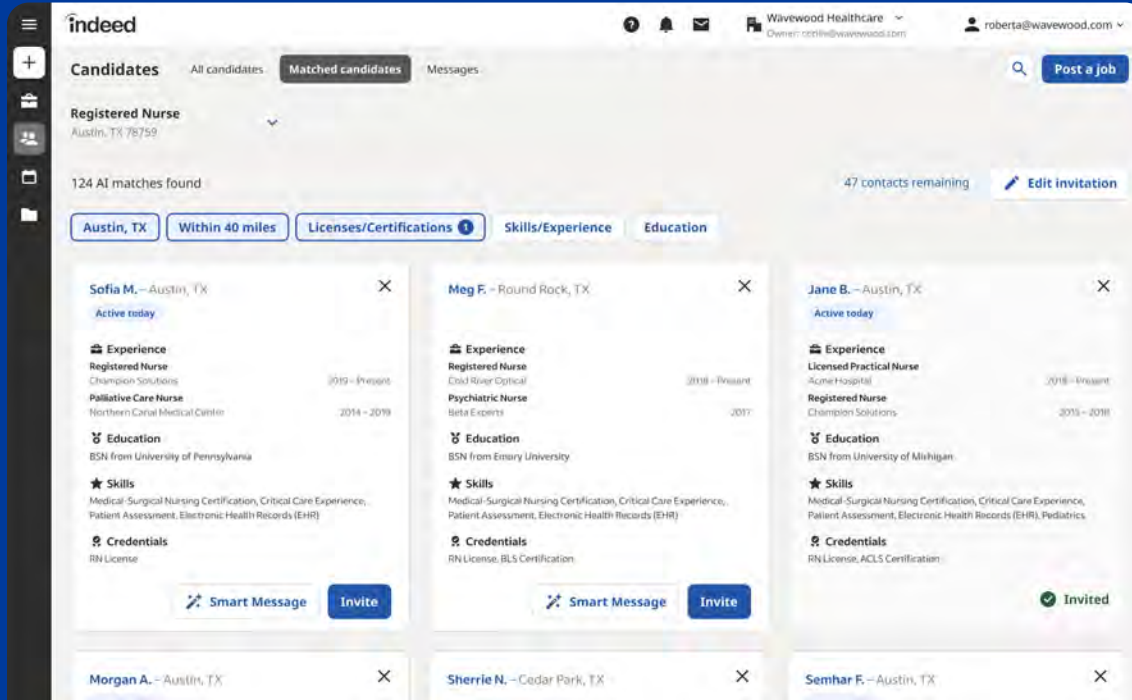 indeed
Wavewood Healthcare
roberta@wavewood.com
Candidates
All candidates
Matched candidates
Messages
Post a job
Registered Nurse
Austin, TX 78759
124 AI matches found
47 contacts remaining
Edit invitation
Austin, TX
Within 40 miles
Licenses/Certifications 1
Skills/Experience
Education
Sofia M. – Austin, TX
Active today
Experience
Registered Nurse
Champion Solutions 2019 – Present
Palliative Care Nurse
Northern Canal Medical Centre 2014 – 2019
Education
BSN from University of Pennsylvania
Skills
Medical-Surgical Nursing Certification, Critical Care Experience,
Patient Assessment, Electronic Health Records (EHR)
Credentials
RN License
Smart Message
Invite
Meg F. – Round Rock, TX
Experience
Registered Nurse
Cold River Optical 2018 – Present
Psychiatric Nurse
Beta Experts 2017
Education
BSN from Emory University
Skills
Medical-Surgical Nursing Certification, Critical Care Experience,
Patient Assessment, Electronic Health Records (EHR)
Credentials
RN License, BLS Certification
Smart Message
Invite
Jane B. – Austin, TX
Active today
Experience
Licensed Practical Nurse
Acme Hospital 2018 – Present
Registered Nurse
Champion Solutions 2015 – 2018
Education
BSN from University of Michigan
Skills
Medical-Surgical Nursing Certification, Critical Care Experience,
Patient Assessment, Electronic Health Records (EHR), Pediatrics
Credentials
RN License, ACLS Certification
Invited
Morgan A. – Austin, TX
Sherrie N. – Cedar Park, TX
Semhar F. – Austin, TX